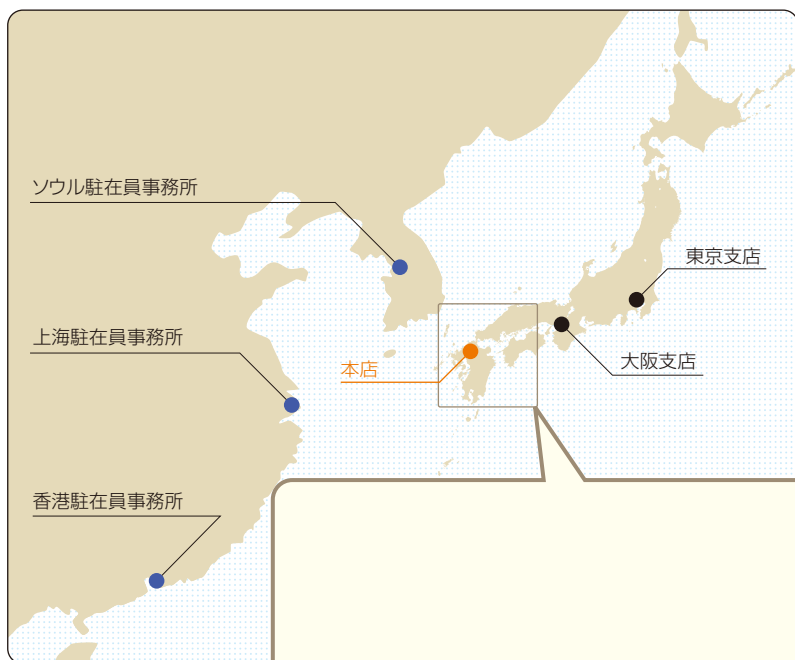 ソウル駐在員事務所
東京支店
上海駐在員事務所
大阪支店
本店
香港駐在員事務所